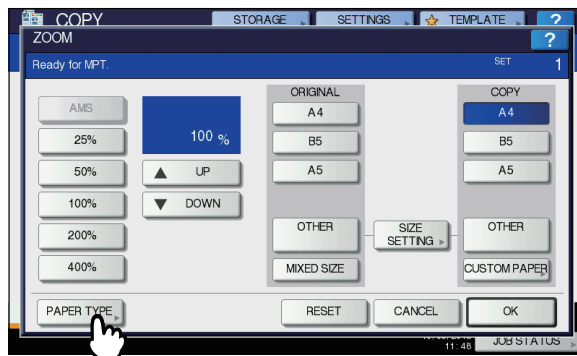 COPY
STORAGE
SETTINGS
TEMPLATE
?
ZOOM
?
Ready for MPT.
SET
1
ORIGINAL
COPY
AMS
100 %
A4
A4
25%
B5
B5
50%
UP
A5
A5
100%
DOWN
200%
OTHER
SIZE
SETTING
OTHER
400%
MIXED SIZE
CUSTOM PAPER
PAPER TYPE
RESET
CANCEL
OK
11:48
JOB STATUS